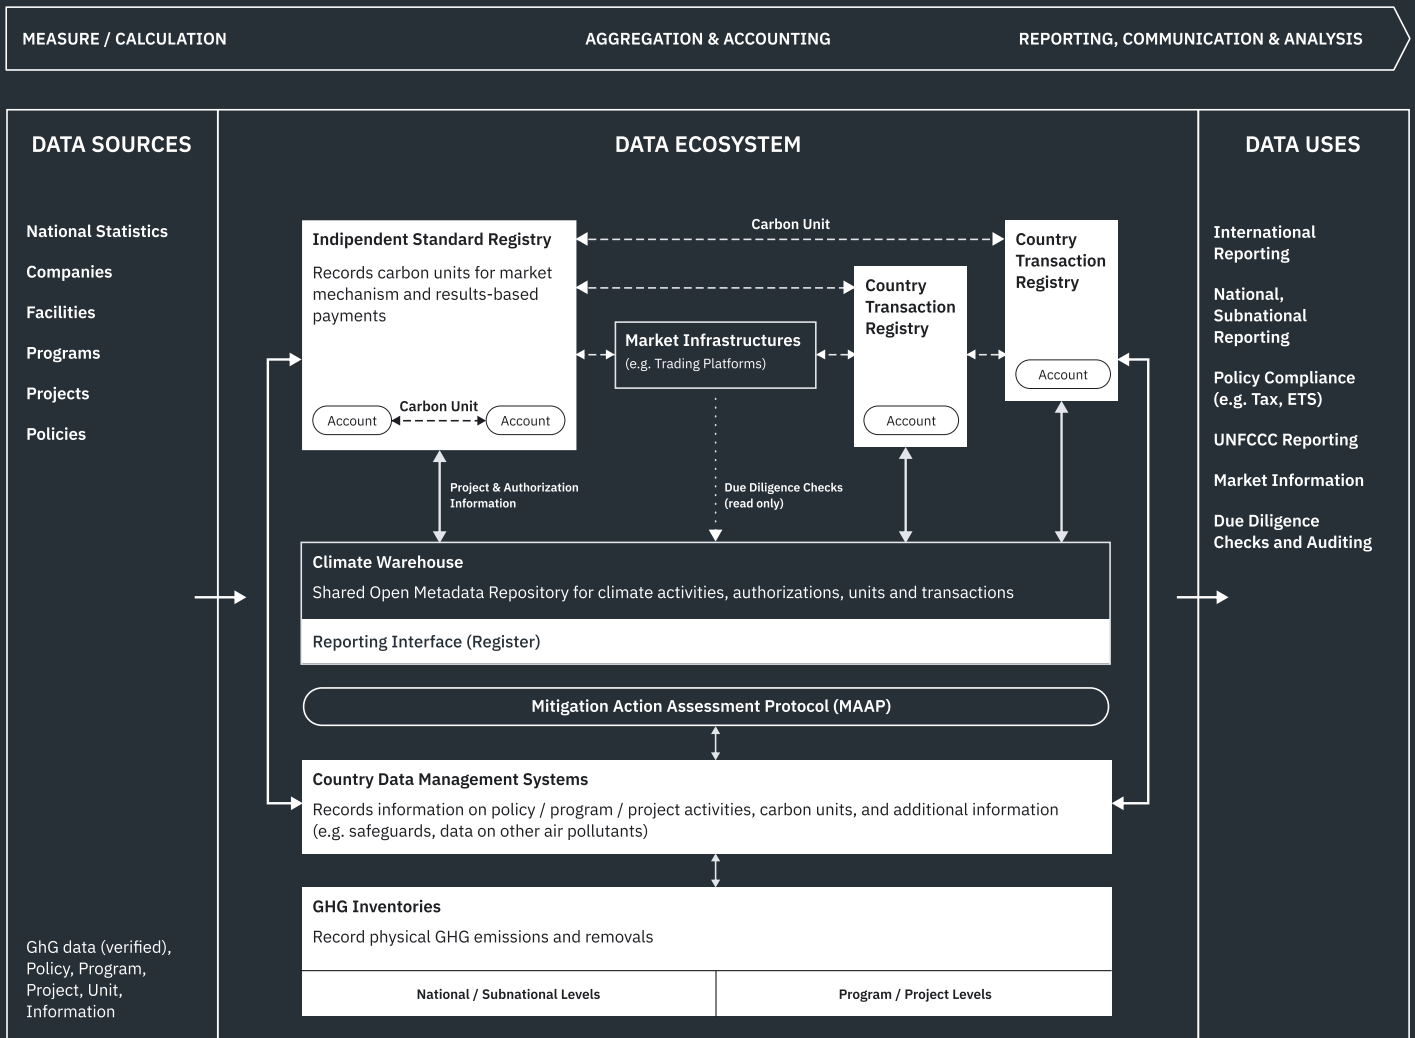 MEASURE / CALCULATION
AGGREGATION & ACCOUNTING
REPORTING, COMMUNICATION & ANALYSIS
DATA SOURCES
National Statistics
Companies
Facilities
Programs
Projects
Policies
GhG data (verified),
Policy, Program,
Project, Unit,
Information
DATA ECOSYSTEM
Indipendent Standard Registry
Records carbon units for market
mechanism and results-based
payments
Account
Carbon Unit
Account
Carbon Unit
Market Infrastructures
(e.g. Trading Platforms)
Country
Transaction
Registry
Account
Country
Transaction
Registry
Account
Project & Authorization
Information
Due Diligence Checks
(read only)
Climate Warehouse
Shared Open Metadata Repository for climate activities, authorizations, units and transactions
Reporting Interface (Register)
Mitigation Action Assessment Protocol (MAAP)
Country Data Management Systems
Records information on policy / program / project activities, carbon units, and additional information
(e.g. safeguards, data on other air pollutants)
GHG Inventories
Record physical GHG emissions and removals
National / Subnational Levels
Program / Project Levels
DATA USES
International
Reporting
National,
Subnational
Reporting
Policy Compliance
(e.g. Tax, ETS)
UNFCCC Reporting
Market Information
Due Diligence
Checks and Auditing